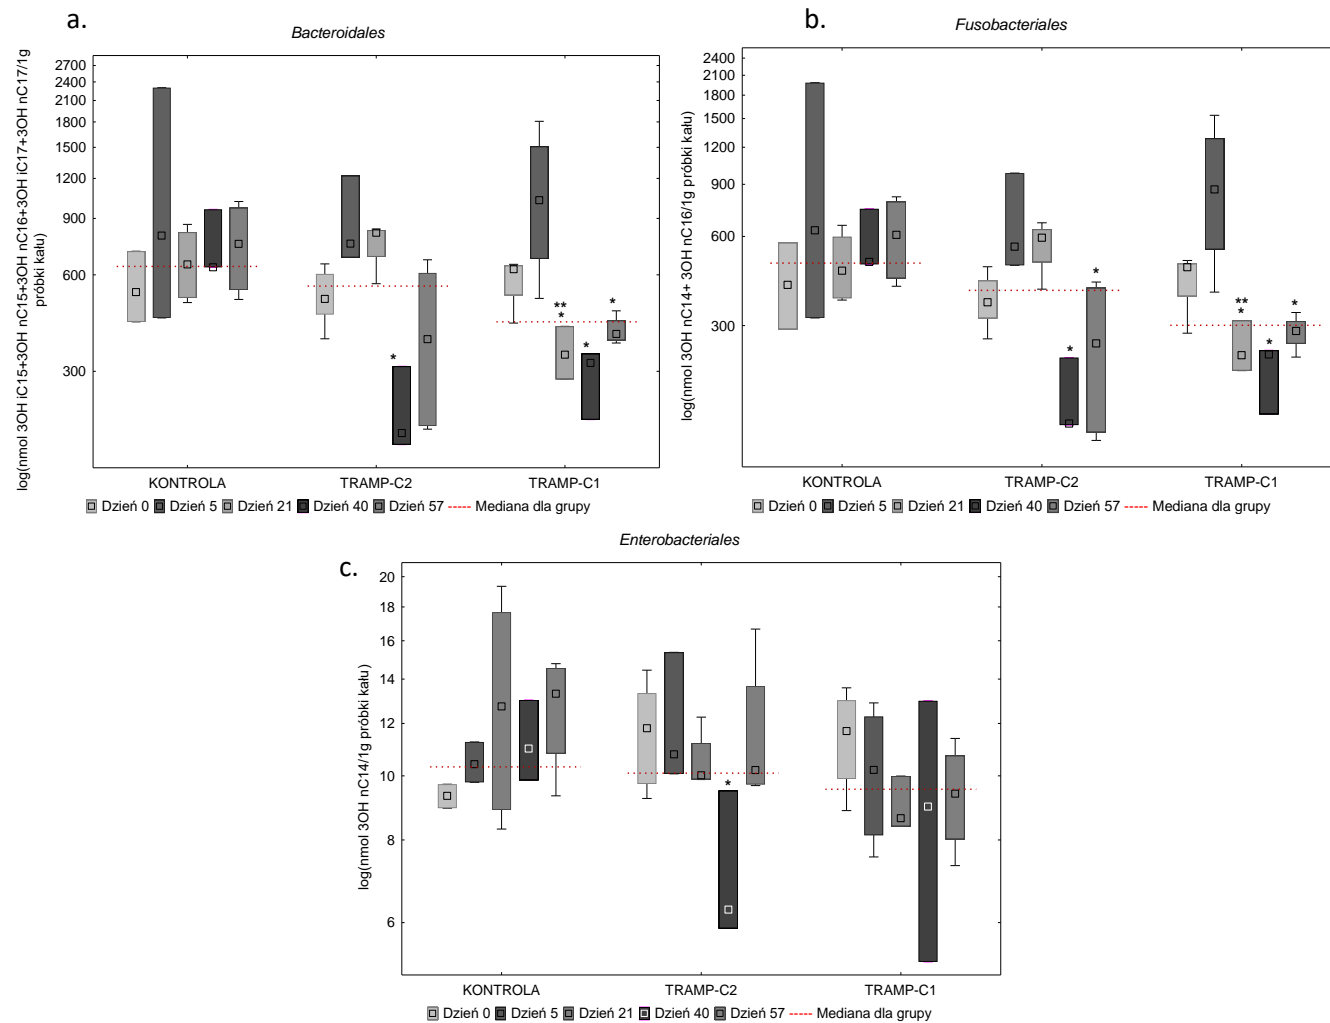 a.
Bacteroidales
log(nmol 3OH iC15+3OH nC15+3OH nC16+3OH iC17+3OH nC17/1g
próbki kału)
2700
2400
2100
1800
1500
1200
900
600
300
**
*
*
*
*
KONTROLA TRAMP-C2 TRAMP-C1
Dzień 0 Dzień 5 Dzień 21 Dzień 40 Dzień 57 Mediana dla grupy
b.
Fusobacteriales
log(nmol 3OH nC14+ 3OH nC16/1g próbki kału)
2400
2100
1800
1500
1200
900
600
300
*
**
*
*
*
*
KONTROLA TRAMP-C2 TRAMP-C1
Dzień 0 Dzień 5 Dzień 21 Dzień 40 Dzień 57 Mediana dla grupy
c.
Enterobacteriales
log(nmol 3OH nC14/1g próbki kału)
20
18
16
14
12
10
8
6
*
KONTROLA TRAMP-C2 TRAMP-C1
Dzień 0 Dzień 5 Dzień 21 Dzień 40 Dzień 57 Mediana dla grupy